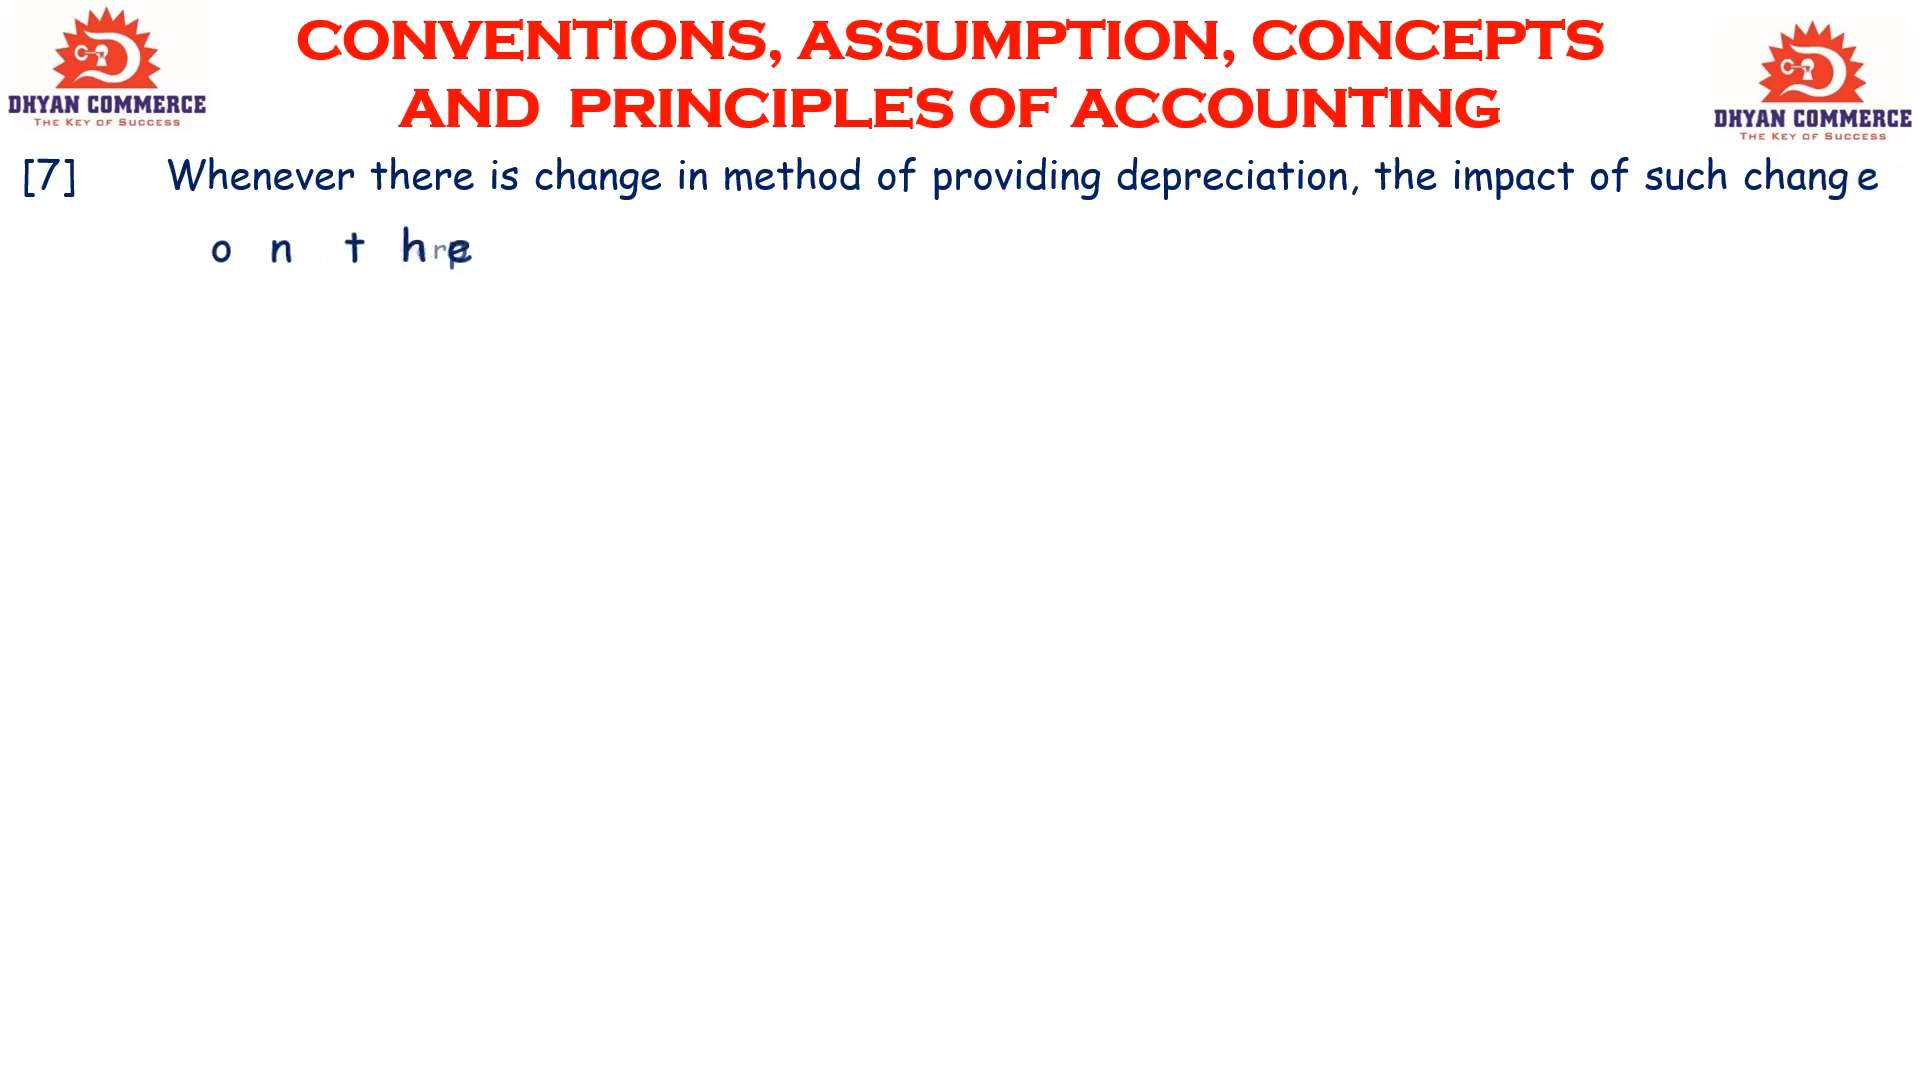 CONVENTIONS, ASSUMPTION, CONCEPTS
AND PRINCIPLES OF ACCOUNTING
DHYAN COMMERCE
THE KEY OF SUCCESS
DHYAN COMMERCE
THE KEY OF SUCCESS
[7] Whenever there is change in method of providing depreciation, the impact of such change
on the